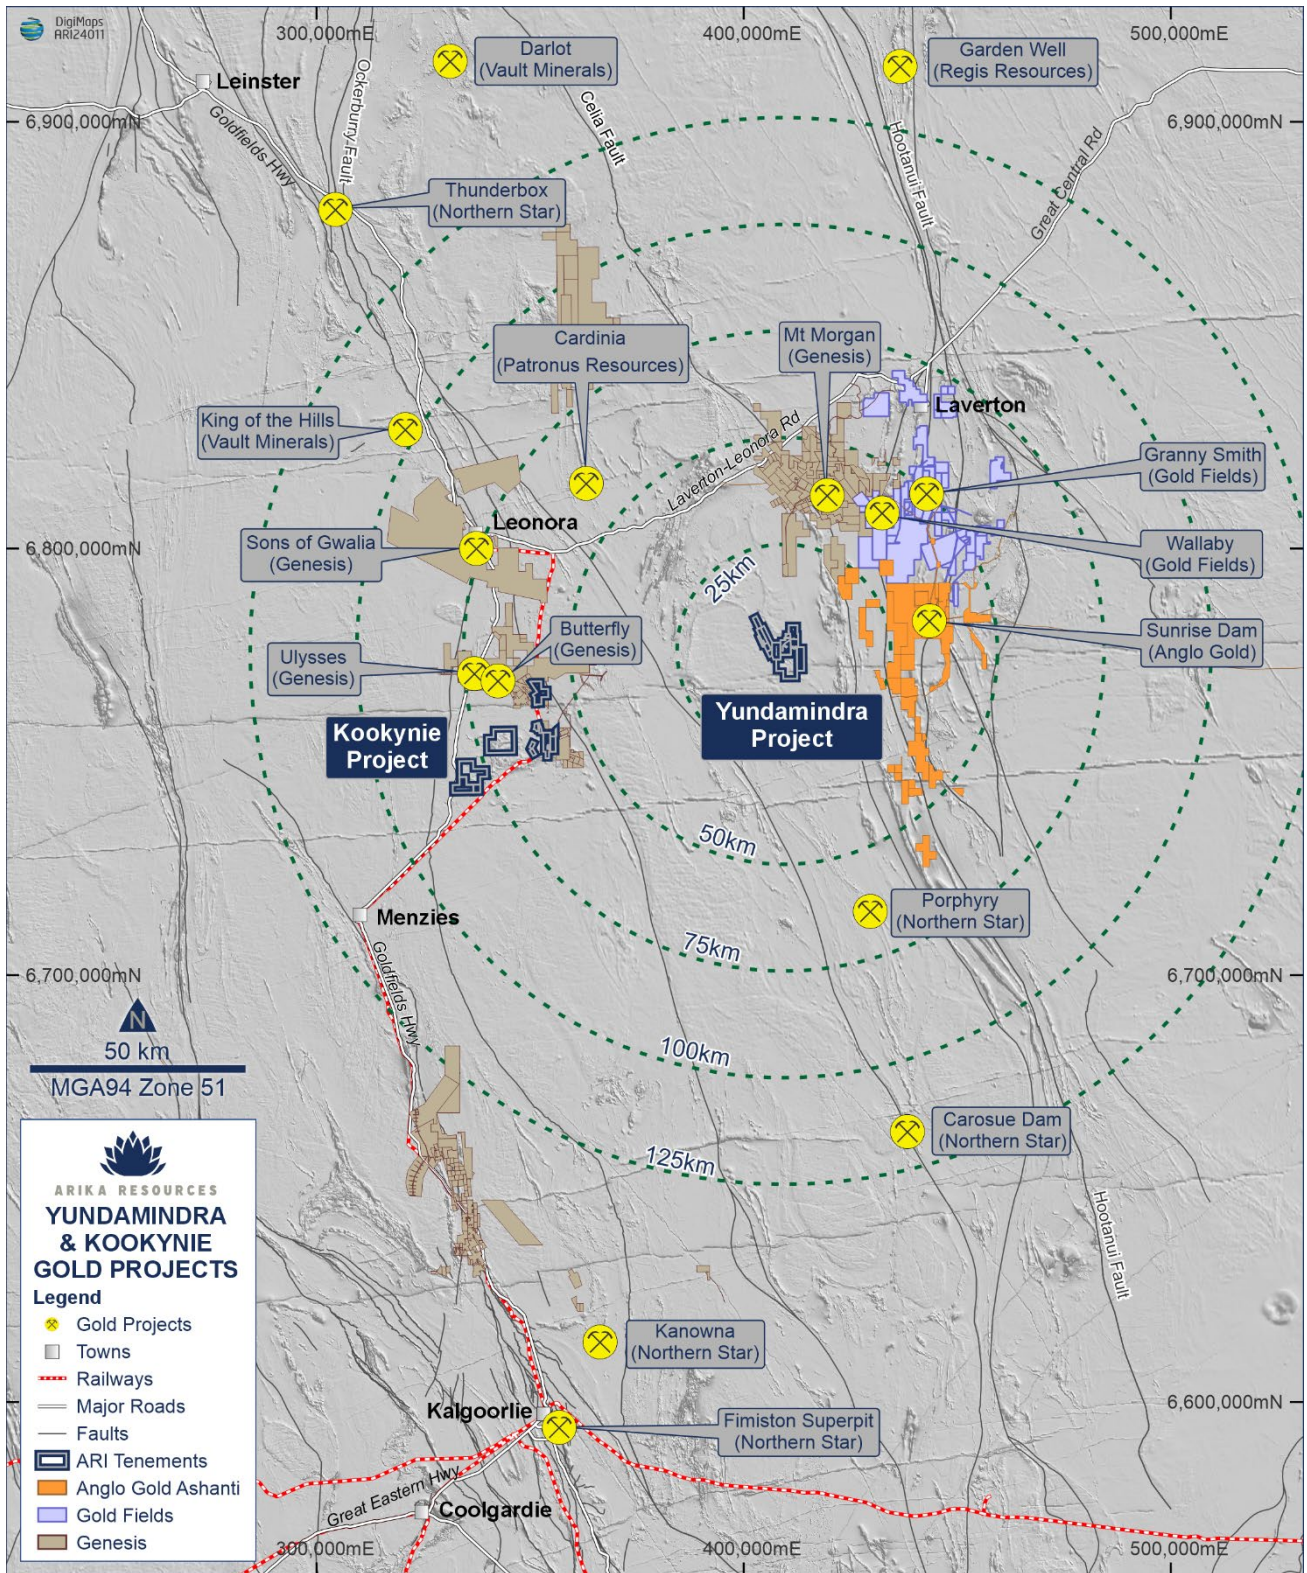 DigiMaps
ARI24011
300,000mE
400,000mE
500,000mE
Darlot
(Vault Minerals)
Garden Well
(Regis Resources)
Leinster
Ockerburry Fault
Celia Fault
Hootanui Fault
Great Central Rd
6,900,000mN
6,900,000mN
Goldfields Hwy
Thunderbox
(Northern Star)
Cardinia
(Patronus Resources)
Mt Morgan
(Genesis)
King of the Hills
(Vault Minerals)
Laverton
Laverton-Leonora Rd
Granny Smith
(Gold Fields)
Leonora
Sons of Gwalia
(Genesis)
Wallaby
(Gold Fields)
6,800,000mN
6,800,000mN
25km
Butterfly
(Genesis)
Sunrise Dam
(Anglo Gold)
Ulysses
(Genesis)
Kookynie
Project
Yundamindra
Project
50km
Menzies
Porphyry
(Northern Star)
75km
Goldfields Hwy
6,700,000mN
6,700,000mN
N
50 km
MGA94 Zone 51
100km
Carosue Dam
(Northern Star)
125km
Hootanui Fault
ARIKA RESOURCES
YUNDAMINDRA
& KOOKYNIE
GOLD PROJECTS
Legend
Gold Projects
Towns
Railways
Major Roads
Faults
ARI Tenements
Anglo Gold Ashanti
Gold Fields
Genesis
Kanowna
(Northern Star)
Kalgoorlie
Fimiston Superpit
(Northern Star)
6,600,000mN
Great Eastern Hwy
Coolgardie
300,000mE
400,000mE
500,000mE